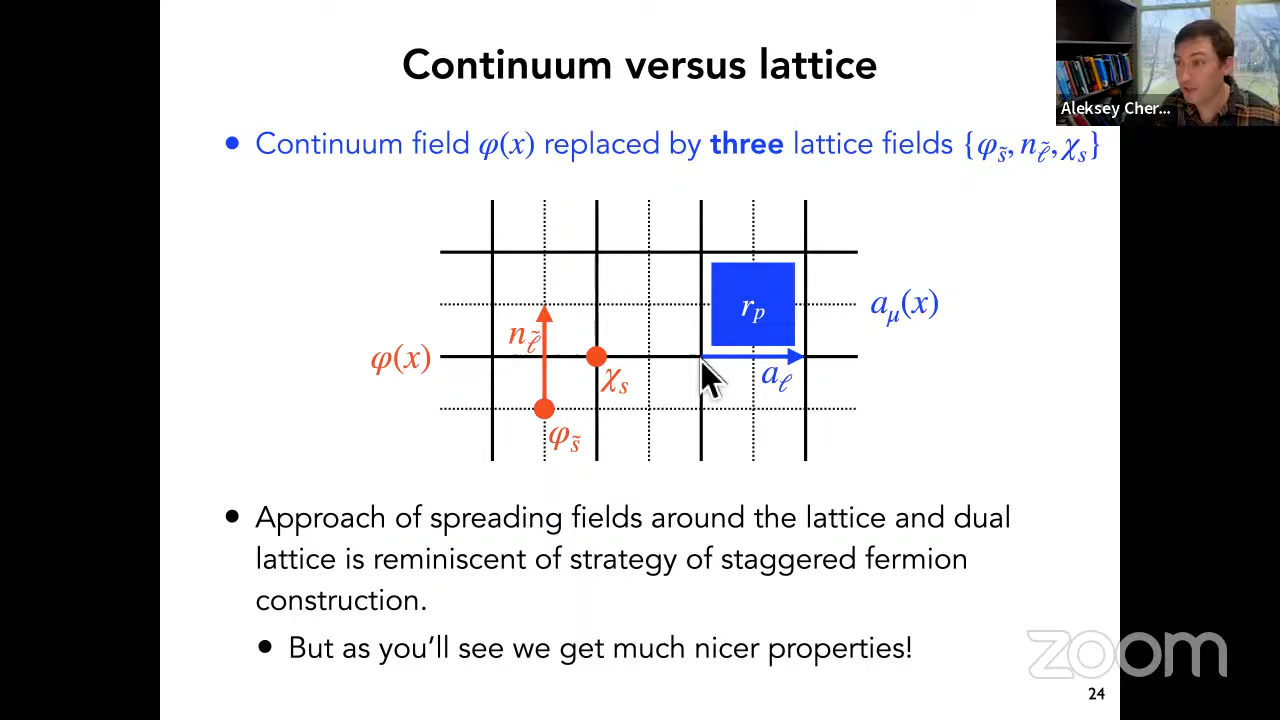 Continuum versus lattice
Aleksey Cher...
• Continuum field φ(x) replaced by three lattice fields {φ_s̃, n_ℓ̃, χ_s}
r_p
a_μ(x)
n_ℓ̃
φ(x)
χ_s
a_ℓ
φ_s̃
• Approach of spreading fields around the lattice and dual
lattice is reminiscent of strategy of staggered fermion
construction.
• But as you’ll see we get much nicer properties!
zoom
24